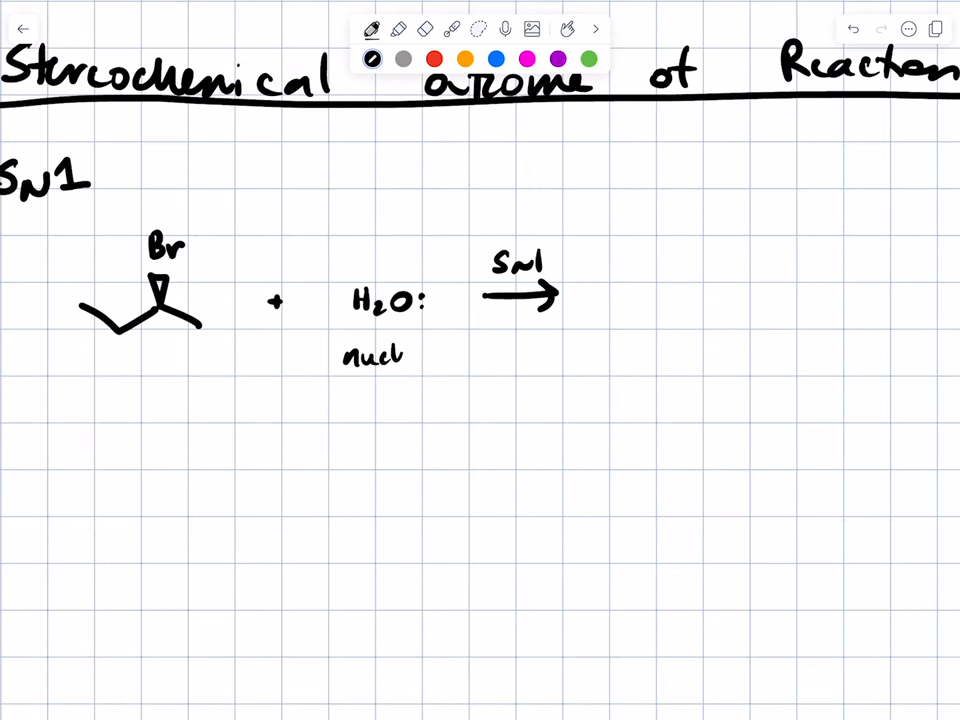 Stereochemical outcome of Reaction
SN1
Br
+ H2O: SN1
nucl